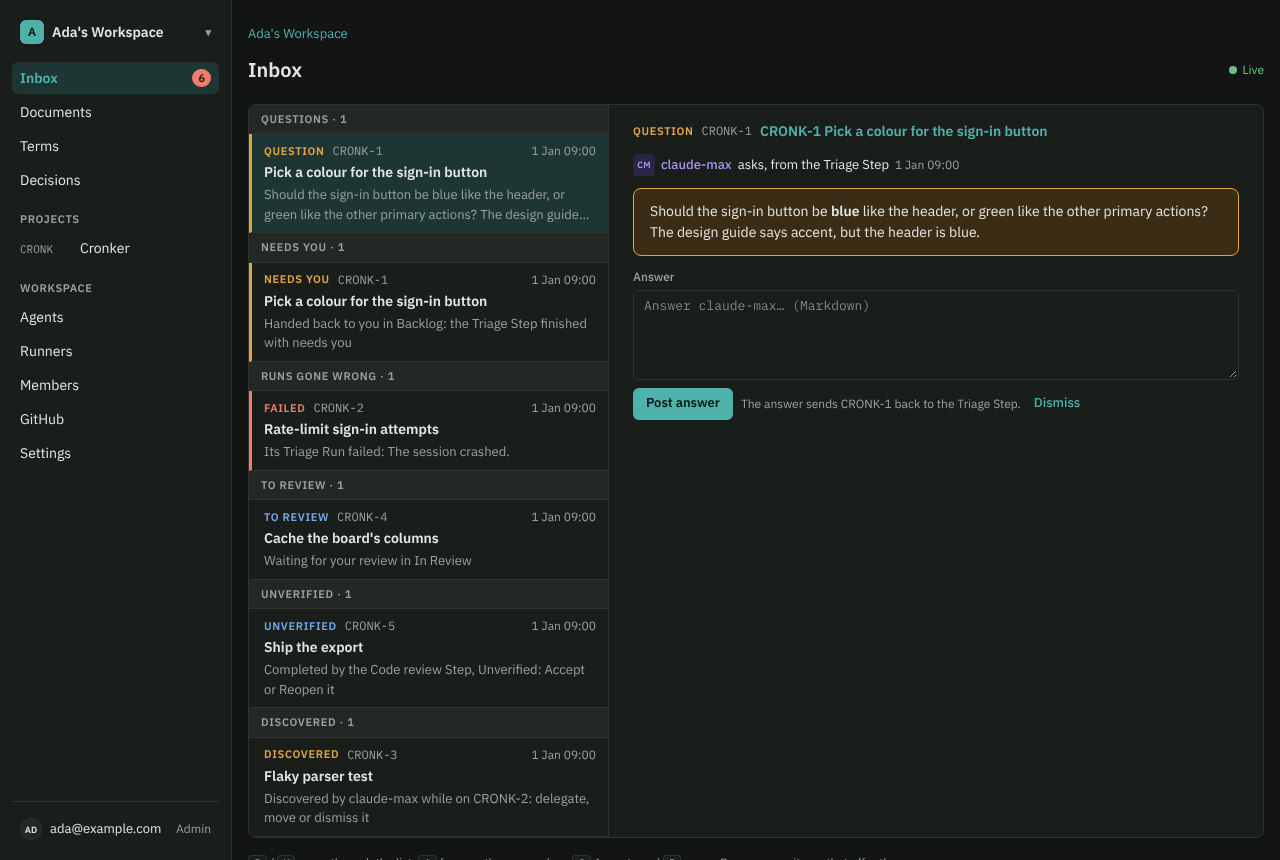 A Ada's Workspace ▾
Inbox 6
Documents
Terms
Decisions
PROJECTS
CRONK Cronker
WORKSPACE
Agents
Runners
Members
GitHub
Settings
AD ada@example.com Admin
Ada's Workspace
Inbox
Live
QUESTIONS · 1
QUESTION CRONK-1 1 Jan 09:00
Pick a colour for the sign-in button
Should the sign-in button be blue like the header, or
green like the other primary actions? The design guide…
NEEDS YOU · 1
NEEDS YOU CRONK-1 1 Jan 09:00
Pick a colour for the sign-in button
Handed back to you in Backlog: the Triage Step finished
with needs you
RUNS GONE WRONG · 1
FAILED CRONK-2 1 Jan 09:00
Rate-limit sign-in attempts
Its Triage Run failed: The session crashed.
TO REVIEW · 1
TO REVIEW CRONK-4 1 Jan 09:00
Cache the board's columns
Waiting for your review in In Review
UNVERIFIED · 1
UNVERIFIED CRONK-5 1 Jan 09:00
Ship the export
Completed by the Code review Step, Unverified: Accept
or Reopen it
DISCOVERED · 1
DISCOVERED CRONK-3 1 Jan 09:00
Flaky parser test
Discovered by claude-max while on CRONK-2: delegate,
move or dismiss it
QUESTION CRONK-1 CRONK-1 Pick a colour for the sign-in button
CM claude-max asks, from the Triage Step 1 Jan 09:00
Should the sign-in button be blue like the header, or green like the other primary actions?
The design guide says accent, but the header is blue.
Answer
Answer claude-max… (Markdown)
Post answer The answer sends CRONK-1 back to the Triage Step. Dismiss